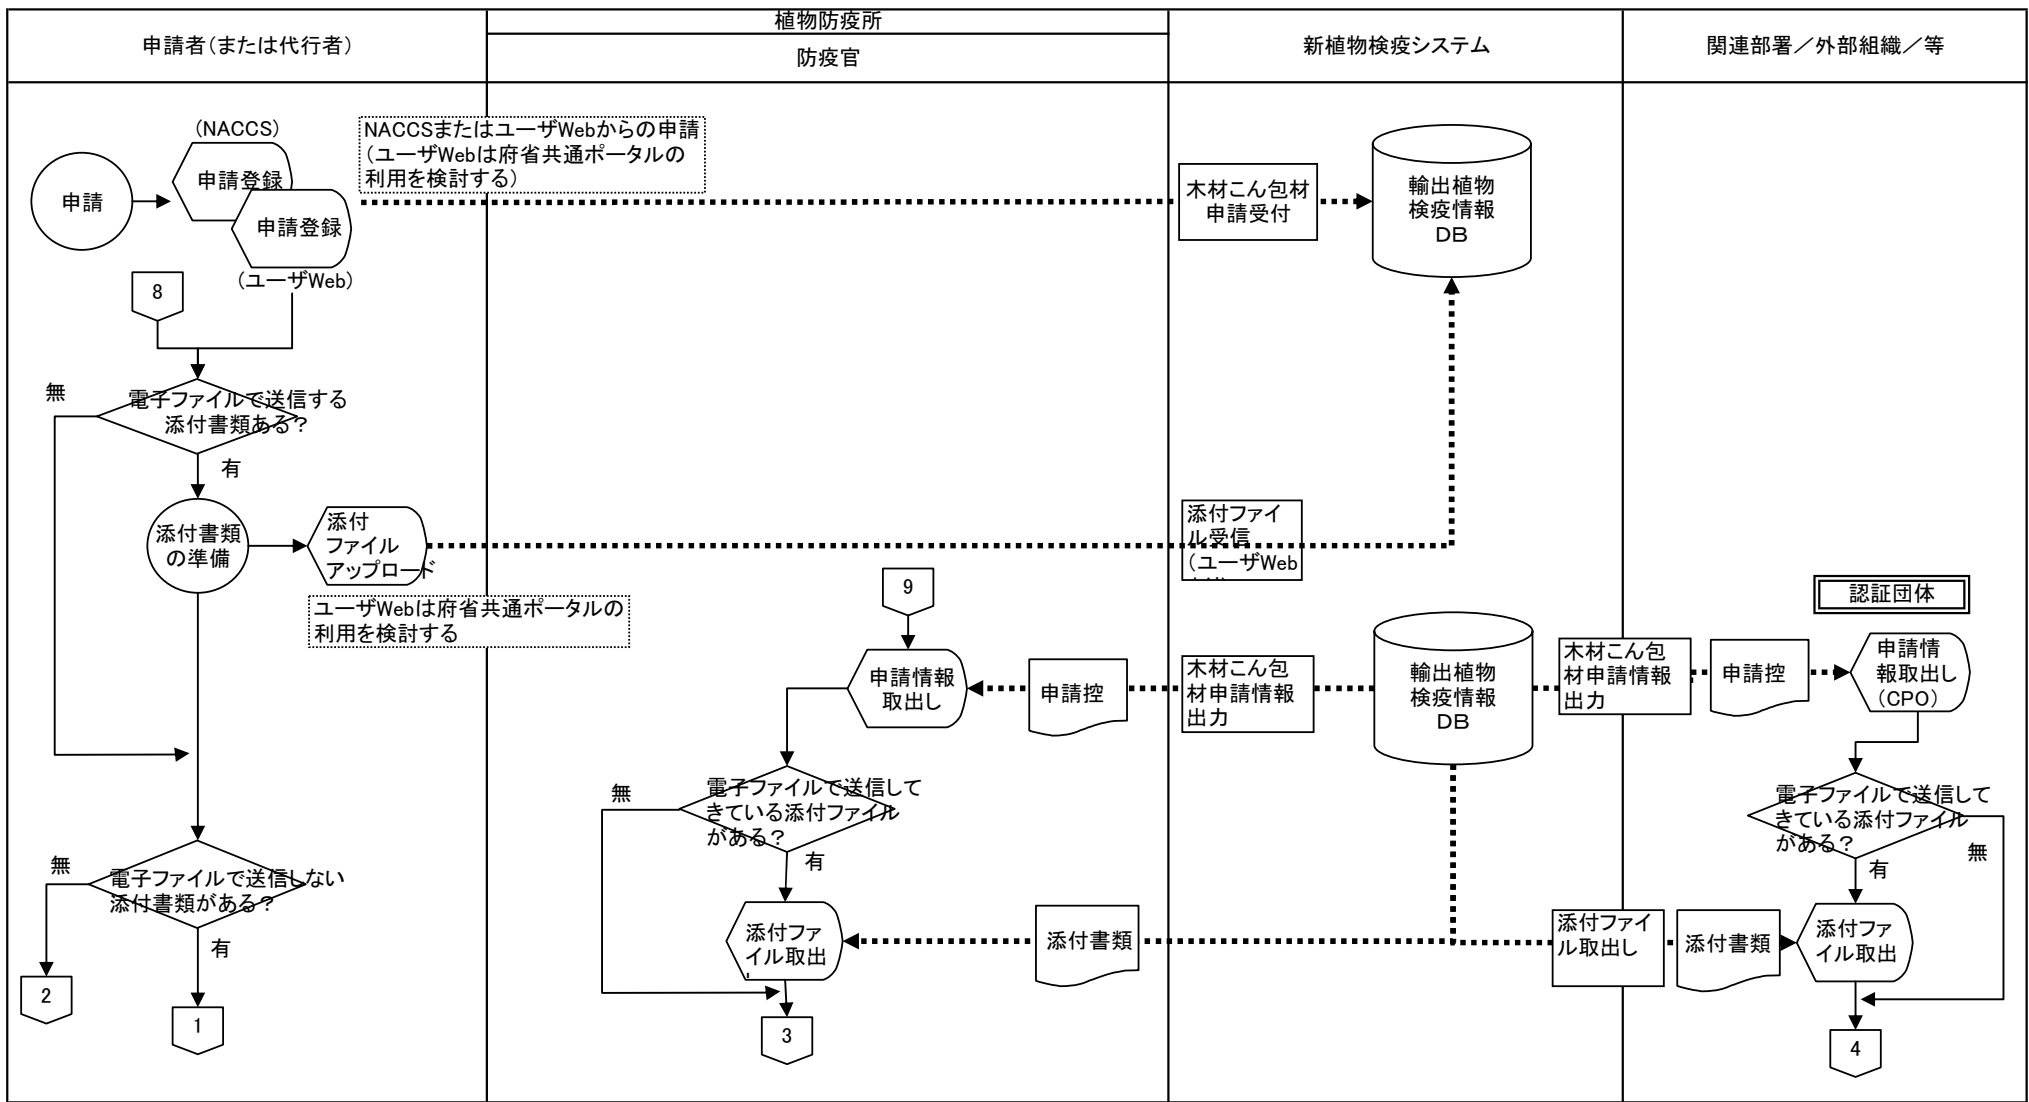 申請者(または代行者)
植物防疫所
防疫官
新植物検疫システム
関連部署／外部組織／等
(NACCS)
申請
申請登録
申請登録
(ユーザWeb)
NACCSまたはユーザWebからの申請
(ユーザWebは府省共通ポータルの
利用を検討する)
木材こん包材
申請受付
輸出植物
検疫情報
ＤＢ
8
無
電子ファイルで送信する
添付書類ある？
有
添付書類
の準備
添付
ファイル
アップロード
添付ファイ
ル受信
(ユーザWeb
ユーザWebは府省共通ポータルの
利用を検討する
9
認証団体
申請情報
取出し
申請控
木材こん包
材申請情報
出力
輸出植物
検疫情報
ＤＢ
木材こん包
材申請情報
出力
申請控
申請情
報取出し
(CPO)
無
電子ファイルで送信して
きている添付ファイル
がある？
有
電子ファイルで送信して
きている添付ファイル
がある？
無
有
無
電子ファイルで送信しない
添付書類がある？
有
添付ファ
イル取出
添付書類
添付ファイ
ル取出し
添付書類
添付ファ
イル取出
2
1
3
4